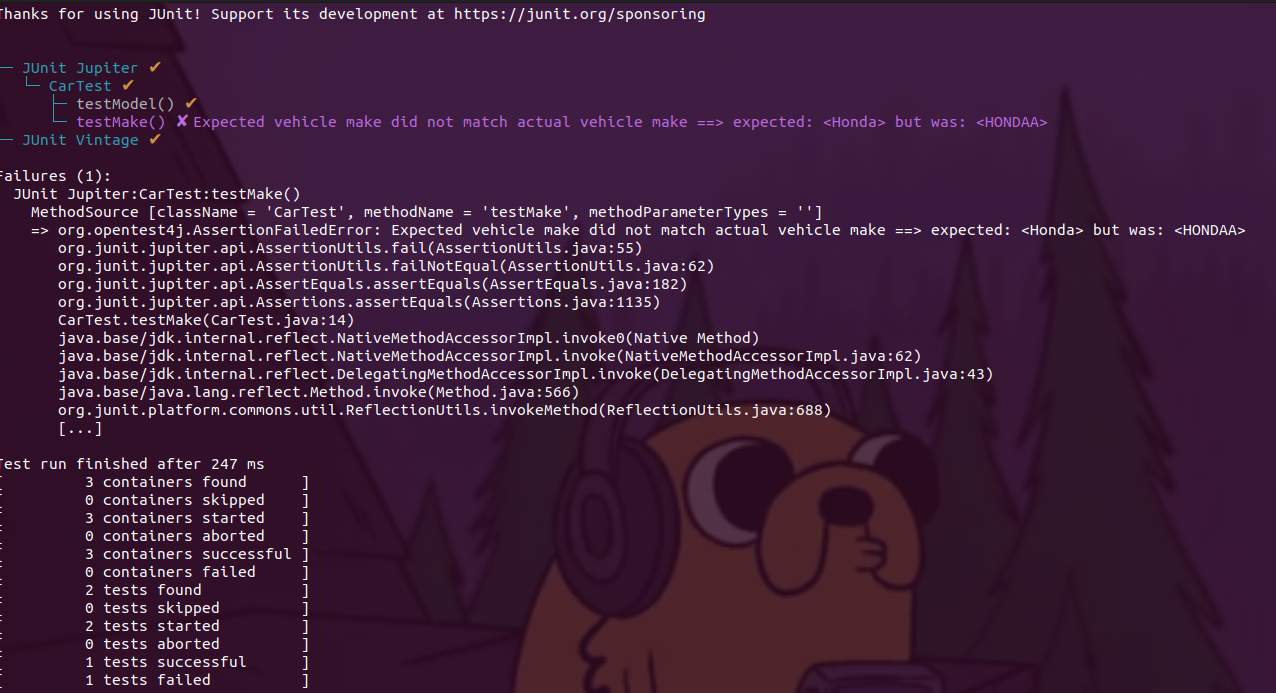 Thanks for using JUnit! Support its development at https://junit.org/sponsoring
─ JUnit Jupiter ✔
└─ CarTest ✔
├─ testModel() ✔
└─ testMake() ✘ Expected vehicle make did not match actual vehicle make ==> expected: <Honda> but was: <HONDAA>
─ JUnit Vintage ✔
Failures (1):
JUnit Jupiter:CarTest:testMake()
MethodSource [className = 'CarTest', methodName = 'testMake', methodParameterTypes = '']
=> org.opentest4j.AssertionFailedError: Expected vehicle make did not match actual vehicle make ==> expected: <Honda> but was: <HONDAA>
org.junit.jupiter.api.AssertionUtils.fail(AssertionUtils.java:55)
org.junit.jupiter.api.AssertionUtils.failNotEqual(AssertionUtils.java:62)
org.junit.jupiter.api.AssertEquals.assertEquals(AssertEquals.java:182)
org.junit.jupiter.api.Assertions.assertEquals(Assertions.java:1135)
CarTest.testMake(CarTest.java:14)
java.base/jdk.internal.reflect.NativeMethodAccessorImpl.invoke0(Native Method)
java.base/jdk.internal.reflect.NativeMethodAccessorImpl.invoke(NativeMethodAccessorImpl.java:62)
java.base/jdk.internal.reflect.DelegatingMethodAccessorImpl.invoke(DelegatingMethodAccessorImpl.java:43)
java.base/java.lang.reflect.Method.invoke(Method.java:566)
org.junit.platform.commons.util.ReflectionUtils.invokeMethod(ReflectionUtils.java:688)
[...]
Test run finished after 247 ms
[ 3 containers found ]
[ 0 containers skipped ]
[ 3 containers started ]
[ 0 containers aborted ]
[ 3 containers successful ]
[ 0 containers failed ]
[ 2 tests found ]
[ 0 tests skipped ]
[ 2 tests started ]
[ 0 tests aborted ]
[ 1 tests successful ]
[ 1 tests failed ]